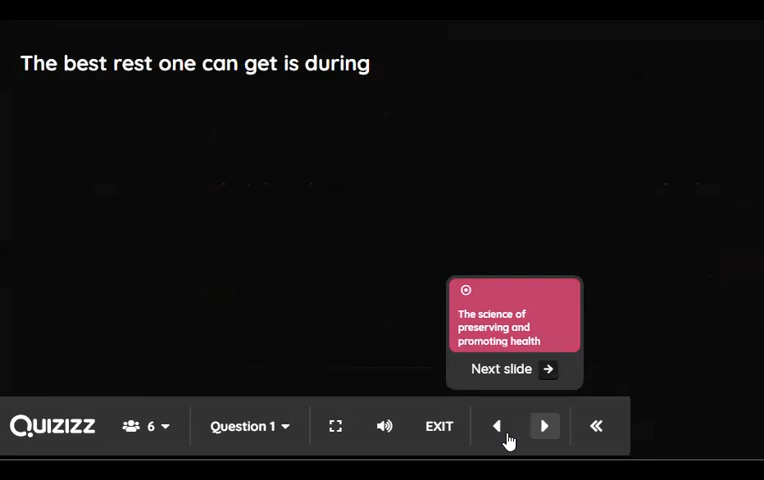 The best rest one can get is during
The science of
preserving and
promoting health
Next slide
QUIZIZZ
6
Question 1
EXIT